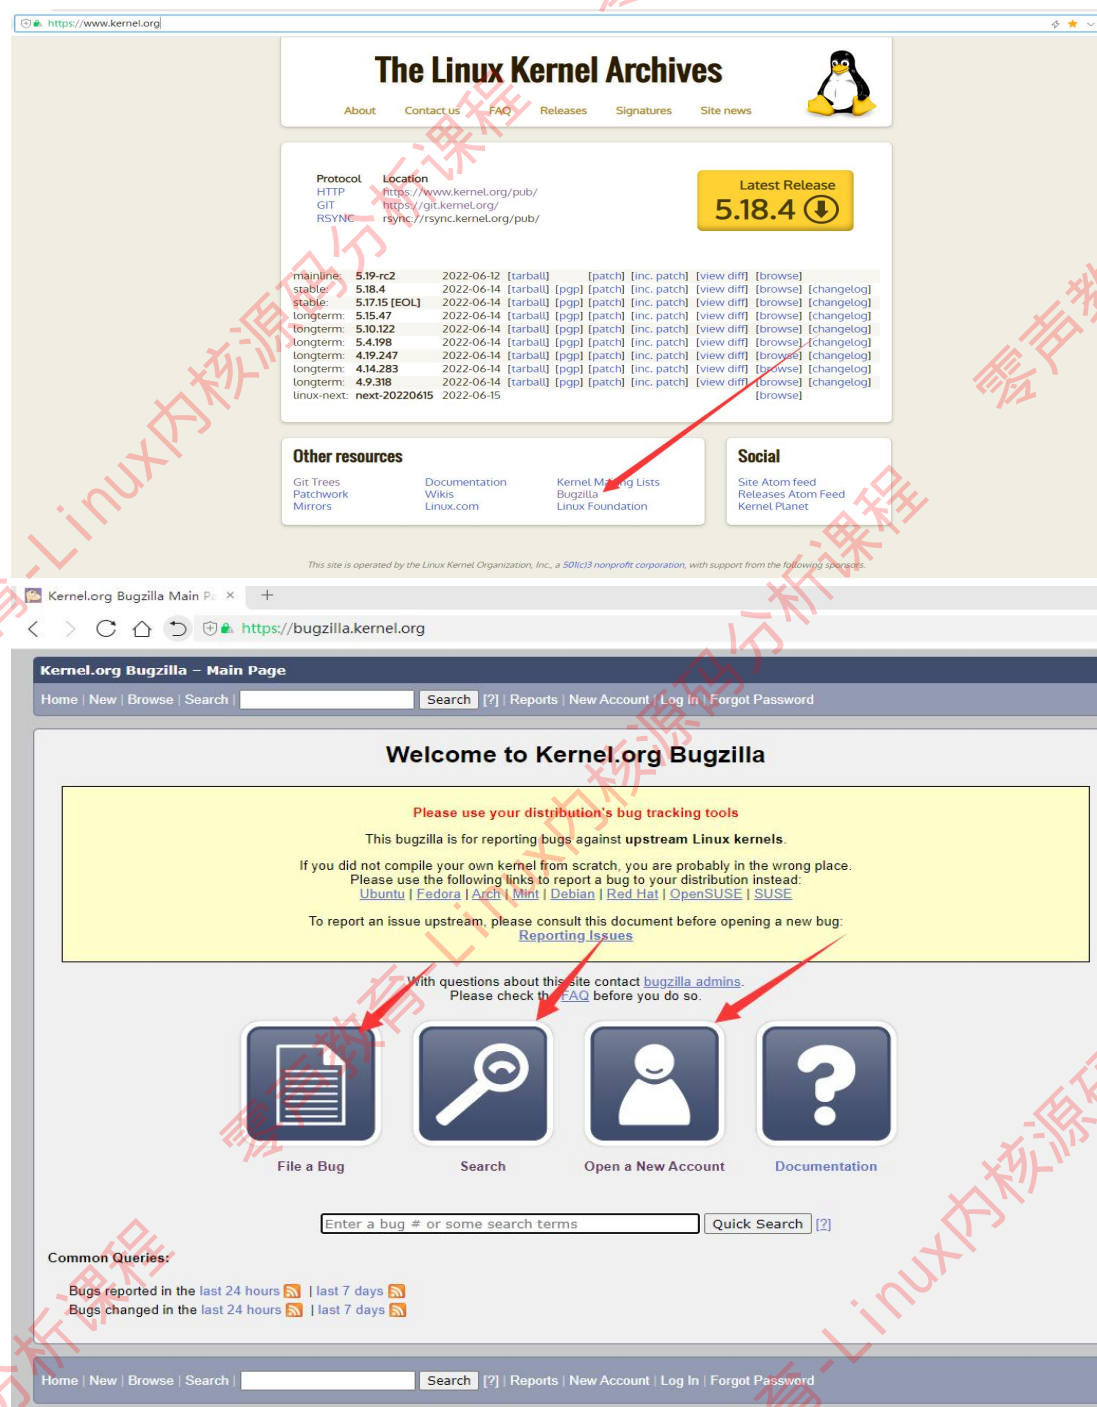 https://www.kernel.org
The Linux Kernel Archives
About Contact us FAQ Releases Signatures Site news
Protocol Location
HTTP https://www.kernel.org/pub/
GIT https://git.kernel.org/
RSYNC rsync://rsync.kernel.org/pub/
Latest Release
5.18.4
mainline: 5.19-rc2 2022-06-12 [tarball] [patch] [inc. patch] [view diff] [browse]
stable: 5.18.4 2022-06-14 [tarball] [pgp] [patch] [inc. patch] [view diff] [browse] [changelog]
stable: 5.17.15 [EOL] 2022-06-14 [tarball] [pgp] [patch] [inc. patch] [view diff] [browse] [changelog]
longterm: 5.15.47 2022-06-14 [tarball] [pgp] [patch] [inc. patch] [view diff] [browse] [changelog]
longterm: 5.10.122 2022-06-14 [tarball] [pgp] [patch] [inc. patch] [view diff] [browse] [changelog]
longterm: 5.4.198 2022-06-14 [tarball] [pgp] [patch] [inc. patch] [view diff] [browse] [changelog]
longterm: 4.19.247 2022-06-14 [tarball] [pgp] [patch] [inc. patch] [view diff] [browse] [changelog]
longterm: 4.14.283 2022-06-14 [tarball] [pgp] [patch] [inc. patch] [view diff] [browse] [changelog]
longterm: 4.9.318 2022-06-14 [tarball] [pgp] [patch] [inc. patch] [view diff] [browse] [changelog]
linux-next: next-20220615 2022-06-15 [browse]
Other resources
Git Trees Documentation Kernel Mailing Lists
Patchwork Wikis Bugzilla
Mirrors Linux.com Linux Foundation
Social
Site Atom feed
Releases Atom Feed
Kernel Planet
This site is operated by the Linux Kernel Organization, Inc., a 501(c)3 nonprofit corporation, with support from the following sponsors.
Kernel.org Bugzilla Main P
https://bugzilla.kernel.org
Kernel.org Bugzilla – Main Page
Home | New | Browse | Search | Search [?] | Reports | New Account | Log In | Forgot Password
Welcome to Kernel.org Bugzilla
Please use your distribution's bug tracking tools
This bugzilla is for reporting bugs against upstream Linux kernels.
If you did not compile your own kernel from scratch, you are probably in the wrong place.
Please use the following links to report a bug to your distribution instead:
Ubuntu | Fedora | Arch | Mint | Debian | Red Hat | OpenSUSE | SUSE
To report an issue upstream, please consult this document before opening a new bug:
Reporting Issues
With questions about this site contact bugzilla admins.
Please check the FAQ before you do so.
File a Bug Search Open a New Account Documentation
Enter a bug # or some search terms Quick Search [?]
Common Queries:
Bugs reported in the last 24 hours | last 7 days
Bugs changed in the last 24 hours | last 7 days
Home | New | Browse | Search | Search [?] | Reports | New Account | Log In | Forgot Password
零声教育-Linux内核源码分析课程